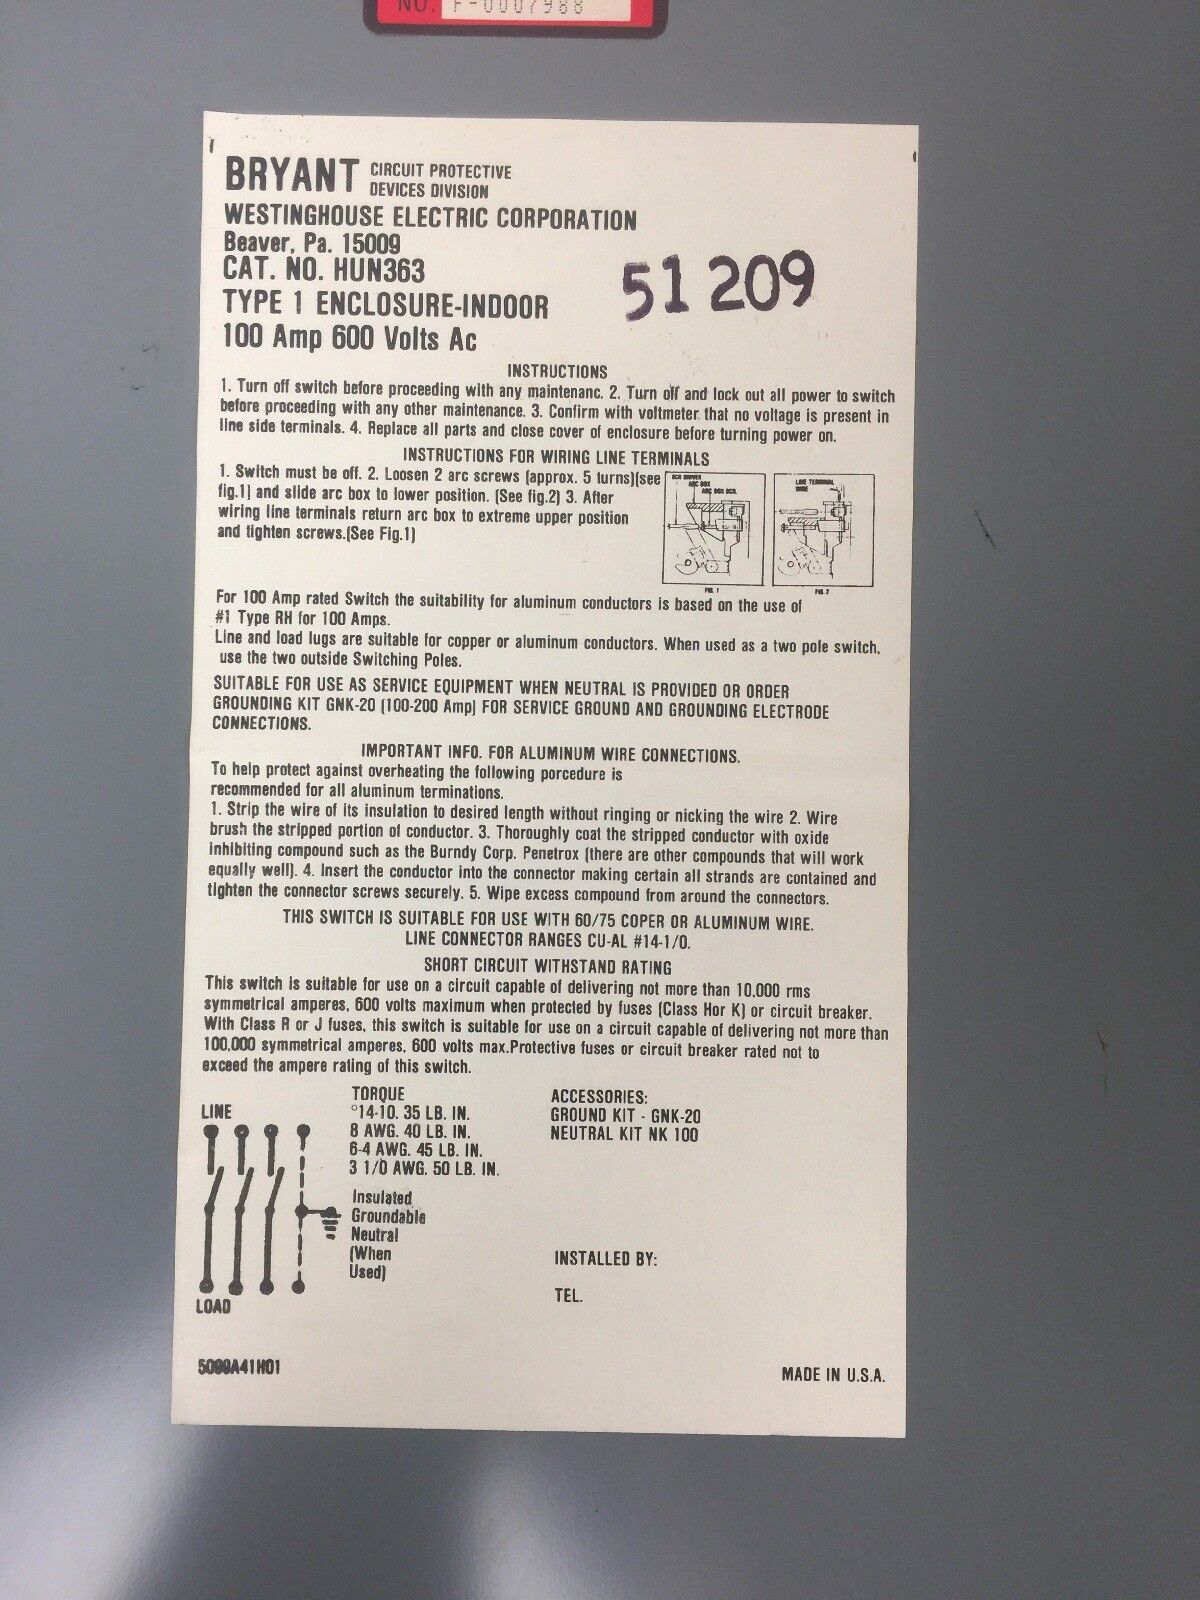 NO. F-0007988
BRYANT CIRCUIT PROTECTIVE
DEVICES DIVISION
WESTINGHOUSE ELECTRIC CORPORATION
Beaver, Pa. 15009
CAT. NO. HUN363
51209
TYPE 1 ENCLOSURE-INDOOR
100 Amp 600 Volts Ac
INSTRUCTIONS
1. Turn off switch before proceeding with any maintenanc. 2. Turn off and lock out all power to switch
before proceeding with any other maintenance. 3. Confirm with voltmeter that no voltage is present in
line side terminals. 4. Replace all parts and close cover of enclosure before turning power on.
INSTRUCTIONS FOR WIRING LINE TERMINALS
1. Switch must be off. 2. Loosen 2 arc screws (approx. 5 turns)(see
fig.1) and slide arc box to lower position. (See fig.2) 3. After
wiring line terminals return arc box to extreme upper position
and tighten screws.(See Fig.1)
ARC BOX
ARC BOX SCR.
LINE TERMINAL
WIRE
FIG. 1
FIG. 2
For 100 Amp rated Switch the suitability for aluminum conductors is based on the use of
#1 Type RH for 100 Amps.
Line and load lugs are suitable for copper or aluminum conductors. When used as a two pole switch,
use the two outside Switching Poles.
SUITABLE FOR USE AS SERVICE EQUIPMENT WHEN NEUTRAL IS PROVIDED OR ORDER
GROUNDING KIT GNK-20 (100-200 Amp) FOR SERVICE GROUND AND GROUNDING ELECTRODE
CONNECTIONS.
IMPORTANT INFO. FOR ALUMINUM WIRE CONNECTIONS.
To help protect against overheating the following porcedure is
recommended for all aluminum terminations.
1. Strip the wire of its insulation to desired length without ringing or nicking the wire 2. Wire
brush the stripped portion of conductor. 3. Thoroughly coat the stripped conductor with oxide
inhibiting compound such as the Burndy Corp. Penetrox (there are other compounds that will work
equally well). 4. Insert the conductor into the connector making certain all strands are contained and
tighten the connector screws securely. 5. Wipe excess compound from around the connectors.
THIS SWITCH IS SUITABLE FOR USE WITH 60/75 COPER OR ALUMINUM WIRE.
LINE CONNECTOR RANGES CU-AL #14-1/0.
SHORT CIRCUIT WITHSTAND RATING
This switch is suitable for use on a circuit capable of delivering not more than 10,000 rms
symmetrical amperes, 600 volts maximum when protected by fuses (Class Hor K) or circuit breaker.
With Class R or J fuses, this switch is suitable for use on a circuit capable of delivering not more than
100,000 symmetrical amperes, 600 volts max.Protective fuses or circuit breaker rated not to
exceed the ampere rating of this switch.
LINE
LOAD
TORQUE
°14-10. 35 LB. IN.
8 AWG. 40 LB. IN.
6-4 AWG. 45 LB. IN.
3 1/0 AWG. 50 LB. IN.
Insulated
Groundable
Neutral
(When
Used)
ACCESSORIES:
GROUND KIT - GNK-20
NEUTRAL KIT NK 100
INSTALLED BY:
TEL.
5099A41H01
MADE IN U.S.A.